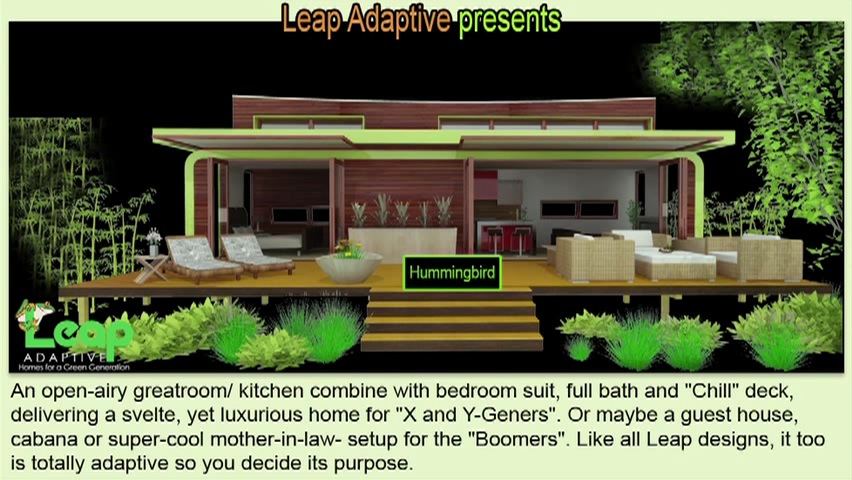 Leap Adaptive presents
Hummingbird
Leap
ADAPTIVE
Homes for a Green Generation
An open-airy greatroom/ kitchen combine with bedroom suit, full bath and "Chill" deck,
delivering a svelte, yet luxurious home for "X and Y-Geners". Or maybe a guest house,
cabana or super-cool mother-in-law- setup for the "Boomers". Like all Leap designs, it too
is totally adaptive so you decide its purpose.